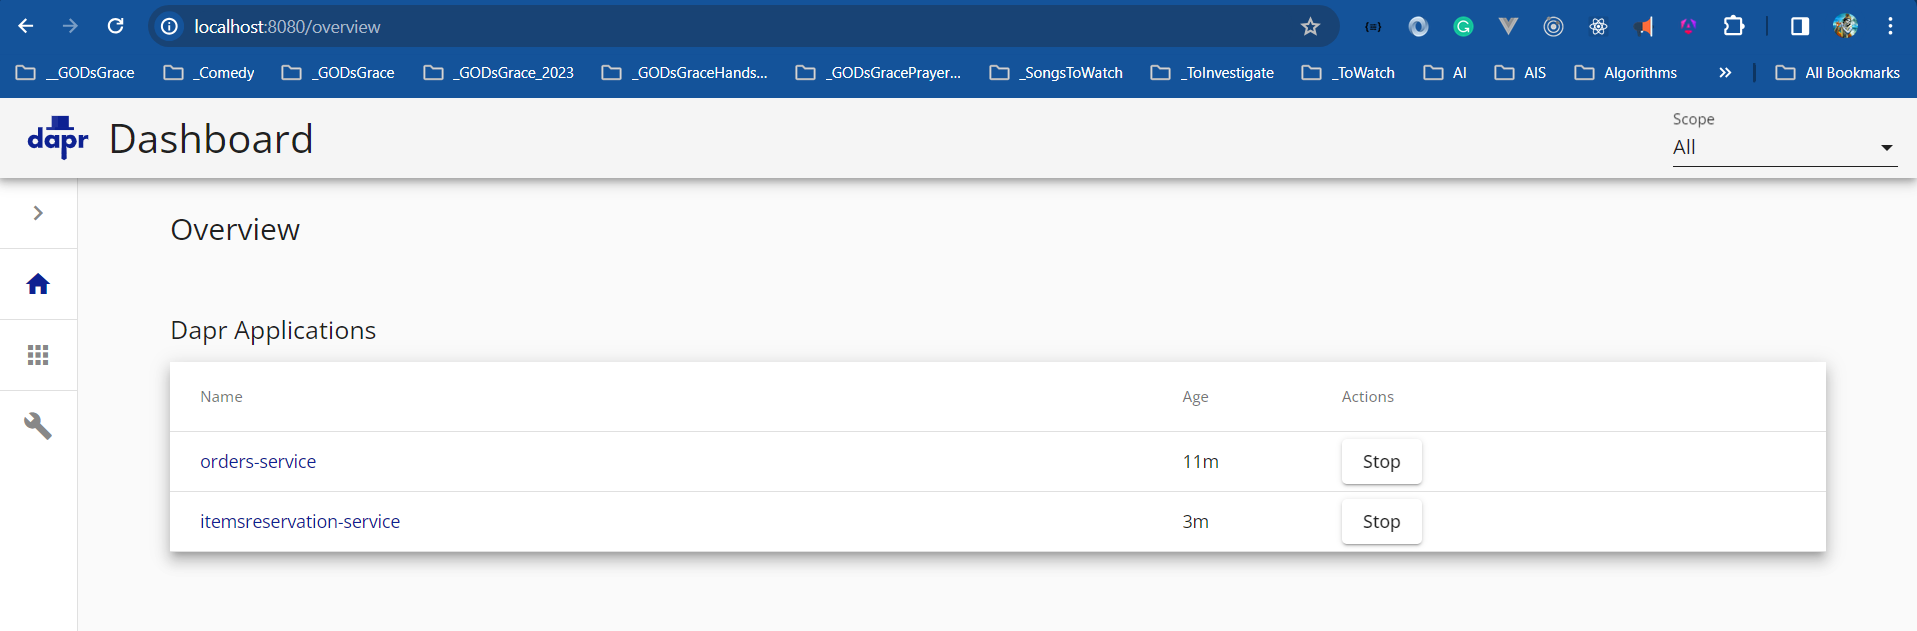 localhost:8080/overview
__GODsGrace _Comedy _GODsGrace _GODsGrace_2023 _GODsGraceHands... _GODsGracePrayer... _SongsToWatch _ToInvestigate _ToWatch AI AIS Algorithms » All Bookmarks
dapr Dashboard
Scope
All
Overview
Dapr Applications
Name Age Actions
orders-service 11m Stop
itemsreservation-service 3m Stop